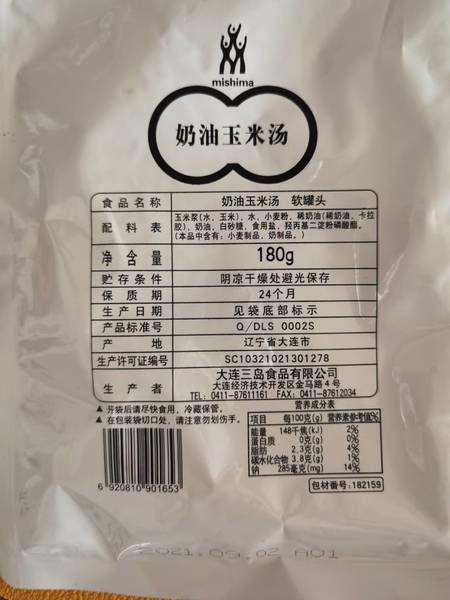 mishima
奶油玉米汤
食品名称 奶油玉米汤 软罐头
配料表 玉米浆(水、玉米)、水、小麦粉、稀奶油(稀奶油、卡拉
胶)、奶油、白砂糖、食用盐、羟丙基二淀粉磷酸酯。
(本品中含有:小麦制品、奶制品。)
净含量 180g
贮存条件 阴凉干燥处避光保存
保质期 24个月
生产日期 见袋底部标示
产品标准号 Q/DLS 0002S
产地 辽宁省大连市
生产许可证编号 SC10321021301278
生产者 大连三岛食品有限公司
大连经济技术开发区金马路4号
TEL: 0411-87611161 FAX: 0411-87612034
▲ 开袋后请尽快食用,冷藏保管。
▲ 在包装袋切口处,请注意勿划伤手。
营养成分表
项目 每100克(g) 营养素参考值%
能量 148千焦(kJ) 2%
蛋白质 0克(g) 0%
脂肪 2.3克(g) 4%
碳水化合物 3.8克(g) 1%
钠 285毫克(mg) 14%
6 920810 901653
包材番号:182159
2021.09.02 A01